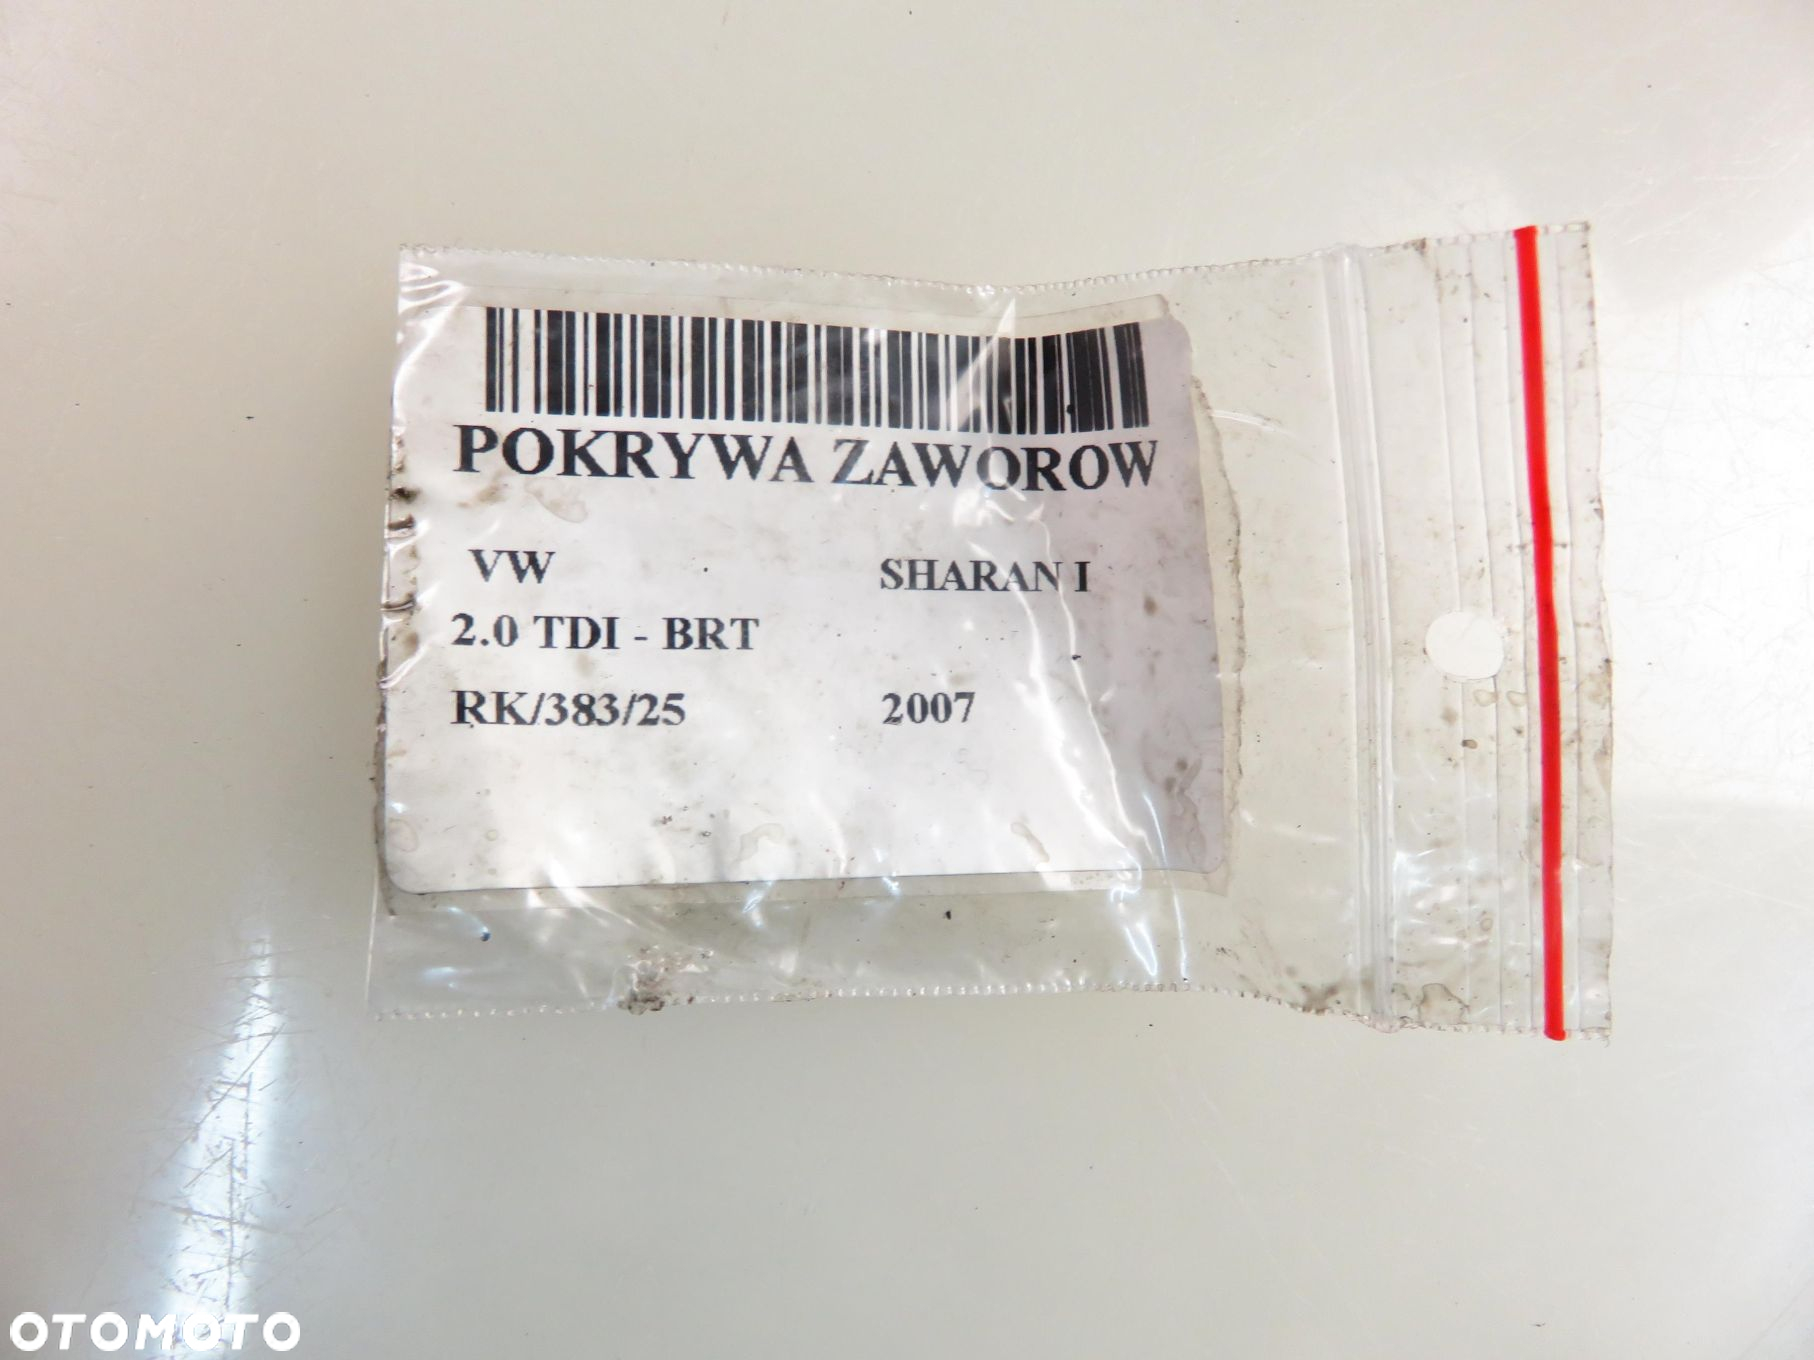 POKRYWA ZAWOROW
VW SHARAN I
2.0 TDI - BRT
RK/383/25 2007
OTOMOTO